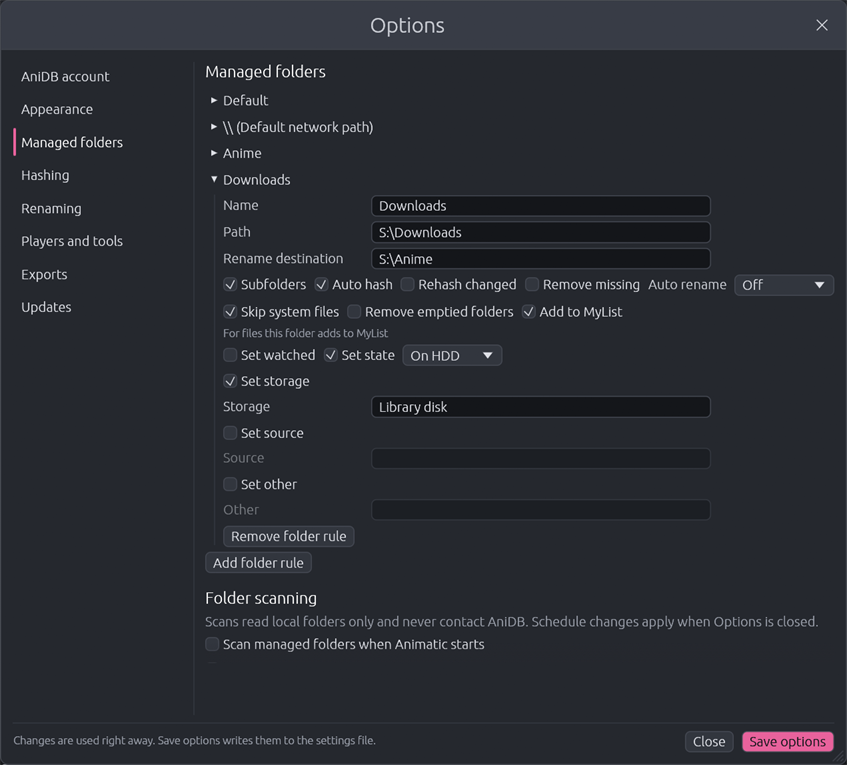 Options
AniDB account
Appearance
Managed folders
Hashing
Renaming
Players and tools
Exports
Updates
Managed folders
Default
\\ (Default network path)
Anime
Downloads
Name Downloads
Path S:\Downloads
Rename destination S:\Anime
Subfolders Auto hash Rehash changed Remove missing Auto rename Off
Skip system files Remove emptied folders Add to MyList
For files this folder adds to MyList
Set watched Set state On HDD
Set storage
Storage Library disk
Set source
Source
Set other
Other
Remove folder rule
Add folder rule
Folder scanning
Scans read local folders only and never contact AniDB. Schedule changes apply when Options is closed.
Scan managed folders when Animatic starts
Changes are used right away. Save options writes them to the settings file.
Close Save options